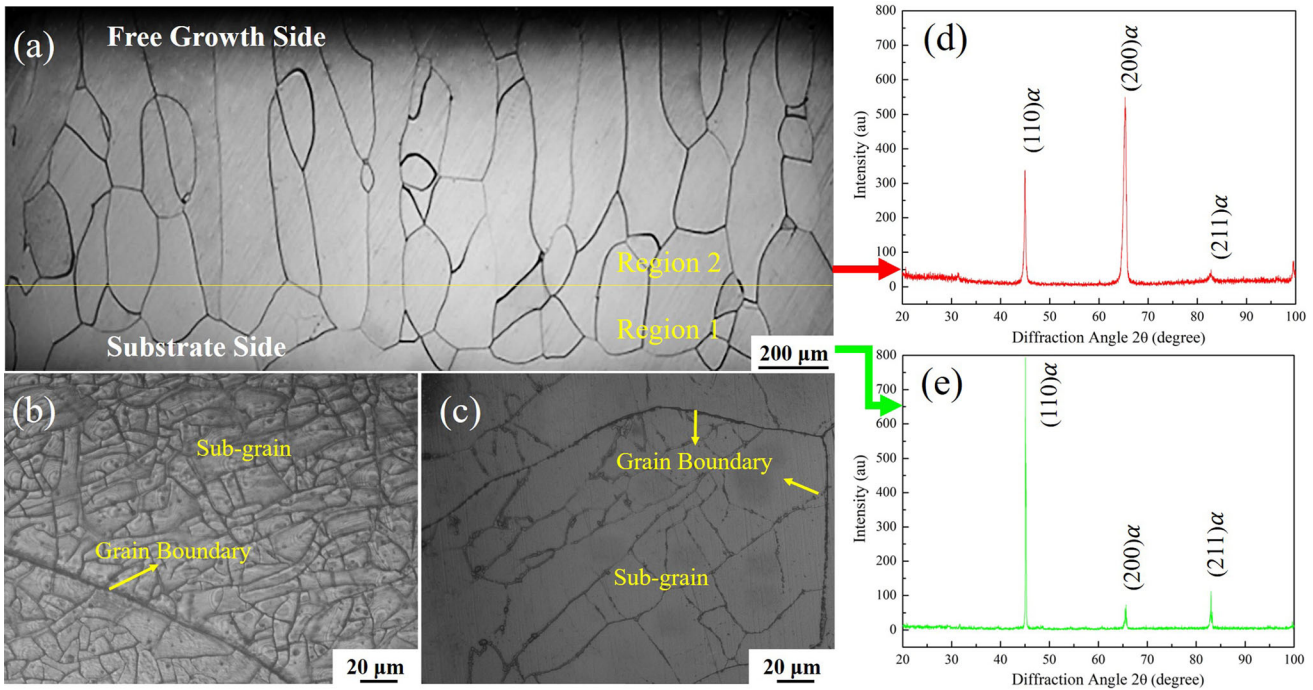 (a)
Free Growth Side
Region 2
Region 1
Substrate Side
200 μm
(b)
Sub-grain
Grain Boundary
20 μm
(c)
Grain Boundary
Sub-grain
20 μm
(d)
(110)α
(200)α
(211)α
800
700
600
500
400
300
200
100
0
Intensity (au)
20 30 40 50 60 70 80 90 100
Diffraction Angle 2θ (degree)
(e)
(110)α
(200)α
(211)α
800
700
600
500
400
300
200
100
0
Intensity (au)
20 30 40 50 60 70 80 90 100
Diffraction Angle 2θ (degree)